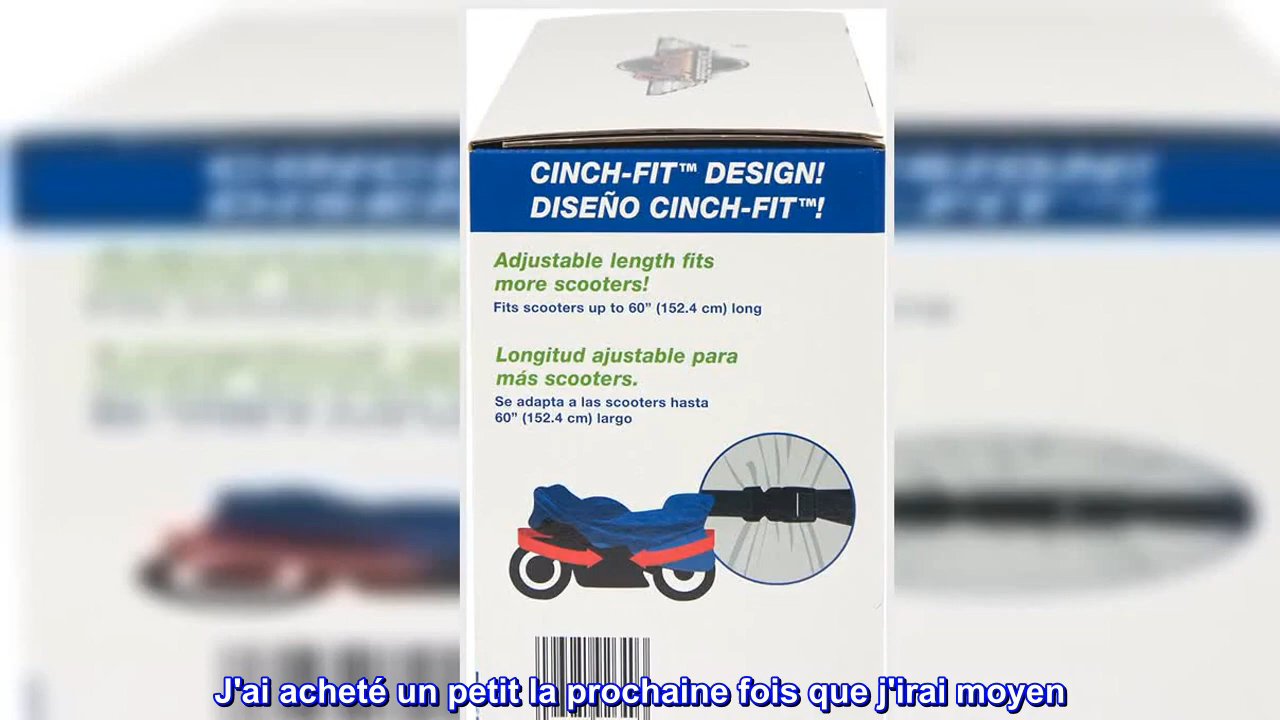 CINCH-FIT™ DESIGN!
DISEÑO CINCH-FIT™!
Adjustable length fits
more scooters!
Fits scooters up to 60” (152.4 cm) long
Longitud ajustable para
más scooters.
Se adapta a las scooters hasta
60” (152.4 cm) largo
J'ai acheté un petit la prochaine fois que j'irai moyen